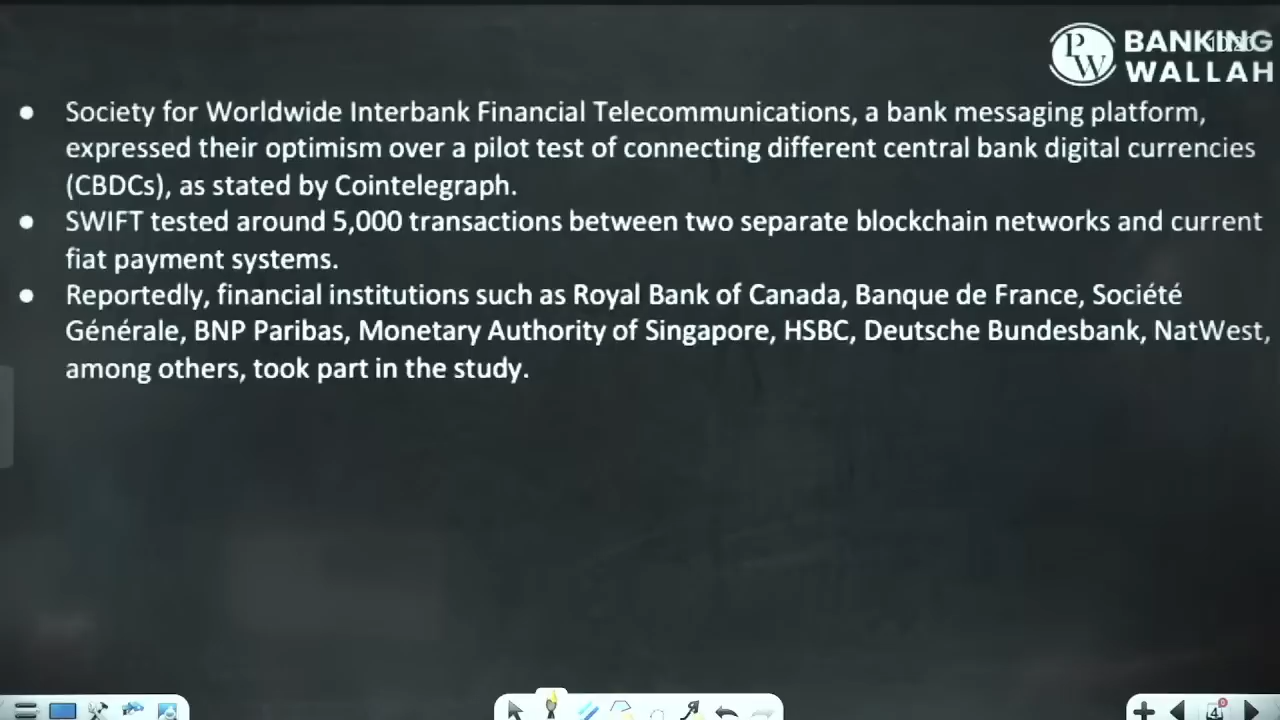 BANKING
WALLAH
PW
● Society for Worldwide Interbank Financial Telecommunications, a bank messaging platform,
expressed their optimism over a pilot test of connecting different central bank digital currencies
(CBDCs), as stated by Cointelegraph.
● SWIFT tested around 5,000 transactions between two separate blockchain networks and current
fiat payment systems.
● Reportedly, financial institutions such as Royal Bank of Canada, Banque de France, Société
Générale, BNP Paribas, Monetary Authority of Singapore, HSBC, Deutsche Bundesbank, NatWest,
among others, took part in the study.
4